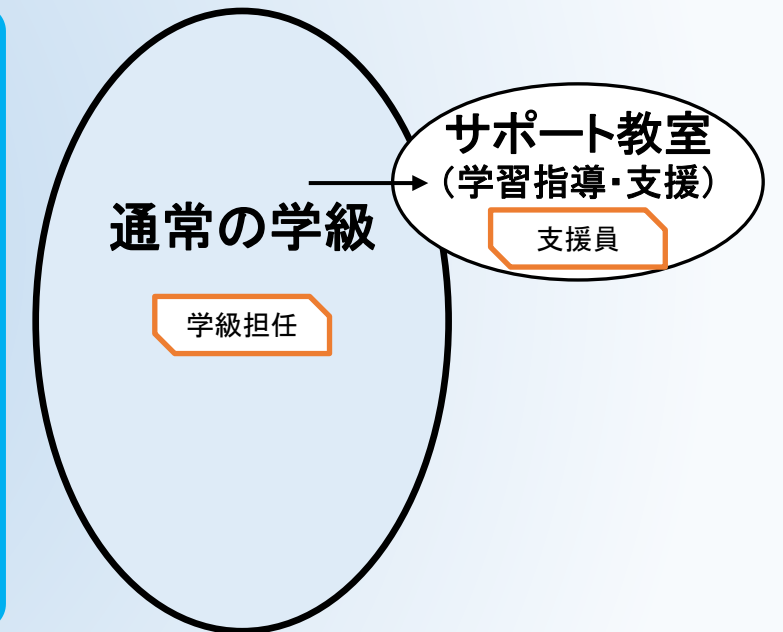 サポート教室
（学習指導・支援）
支援員
通常の学級
学級担任